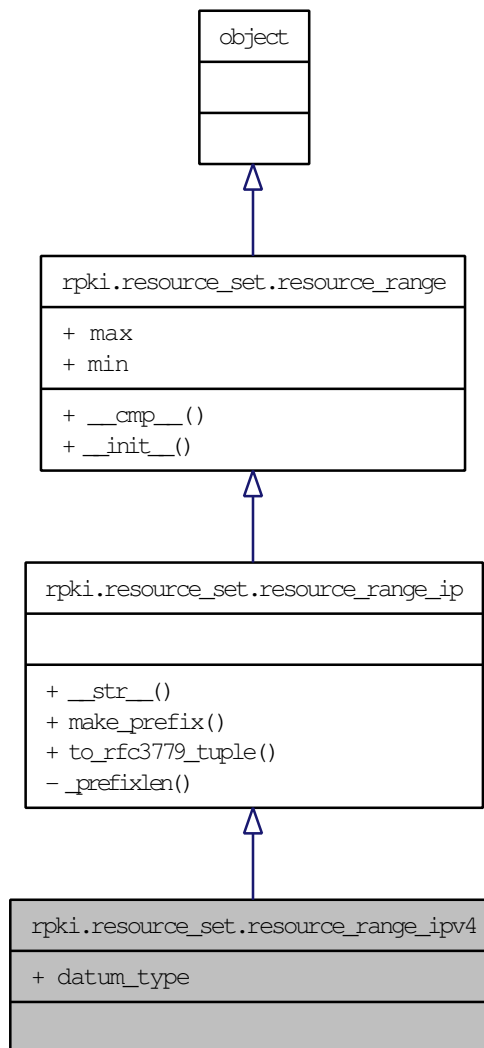 object
rpki.resource_set.resource_range
+ max
+ min
+ __cmp__()
+ __init__()
rpki.resource_set.resource_range_ip
+ __str__()
+ make_prefix()
+ to_rfc3779_tuple()
− _prefixlen()
rpki.resource_set.resource_range_ipv4
+ datum_type